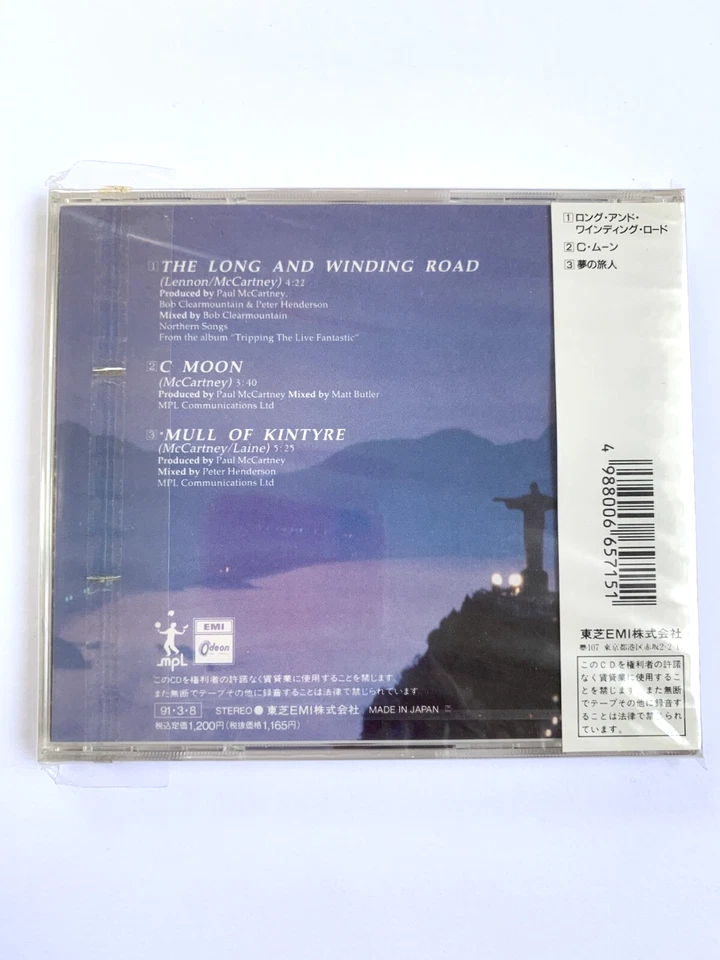 1 THE LONG AND WINDING ROAD
(Lennon/McCartney) 4:22
Produced by Paul McCartney,
Bob Clearmountain & Peter Henderson
Mixed by Bob Clearmountain
Northern Songs
From the album "Tripping The Live Fantastic"
2 C MOON
(McCartney) 3:40
Produced by Paul McCartney Mixed by Matt Butler
MPL Communications Ltd
3 *MULL OF KINTYRE
(McCartney/Laine) 5:25
Produced by Paul McCartney
Mixed by Peter Henderson
MPL Communications Ltd
mpl
EMI
Odeon
このCDを権利者の許諾なく賃貸業に使用することを禁じます。
また無断でテープその他に録音することは法律で禁じられています。
91・3・8 STEREO ● 東芝EMI株式会社 MADE IN JAPAN
税込定価1,200円(税抜価格1,165円)
1 ロング・アンド・
ワインディング・ロード
2 C・ムーン
3 夢の旅人
4 988006 657151
東芝EMI株式会社
〒107 東京都港区赤坂2-2-17
このCDを権利者の許諾
なく賃貸業に使用するこ
とを禁じます。また無断
でテープその他に録音す
ることは法律で禁じられ
ています。